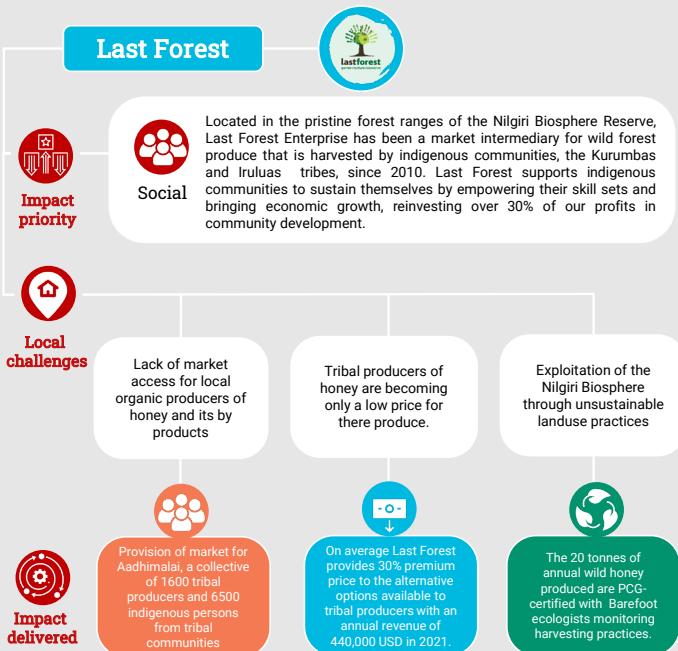 Last Forest
lastforest
Located in the pristine forest ranges of the Nilgiri Biosphere Reserve,
Last Forest Enterprise has been a market intermediary for wild forest
produce that is harvested by indigenous communities, the Kurumbas
and Iruluas tribes, since 2010. Last Forest supports indigenous
communities to sustain themselves by empowering their skill sets and
bringing economic growth, reinvesting over 30% of our profits in
community development.
Social
Impact
priority
Local
challenges
Lack of market
access for local
organic producers of
honey and its by
products
Tribal producers of
honey are becoming
only a low price for
there produce.
Exploitation of the
Nilgiri Biosphere
through unsustainable
landuse practices
Impact
delivered
Provision of market for
Aadhimalai, a collective
of 1600 tribal
producers and 6500
indigenous persons
from tribal
communities
On average Last Forest
provides 30% premium
price to the alternative
options available to
tribal producers with an
annual revenue of
440,000 USD in 2021.
The 20 tonnes of
annual wild honey
produced are PCG-
certified with Barefoot
ecologists monitoring
harvesting practices.